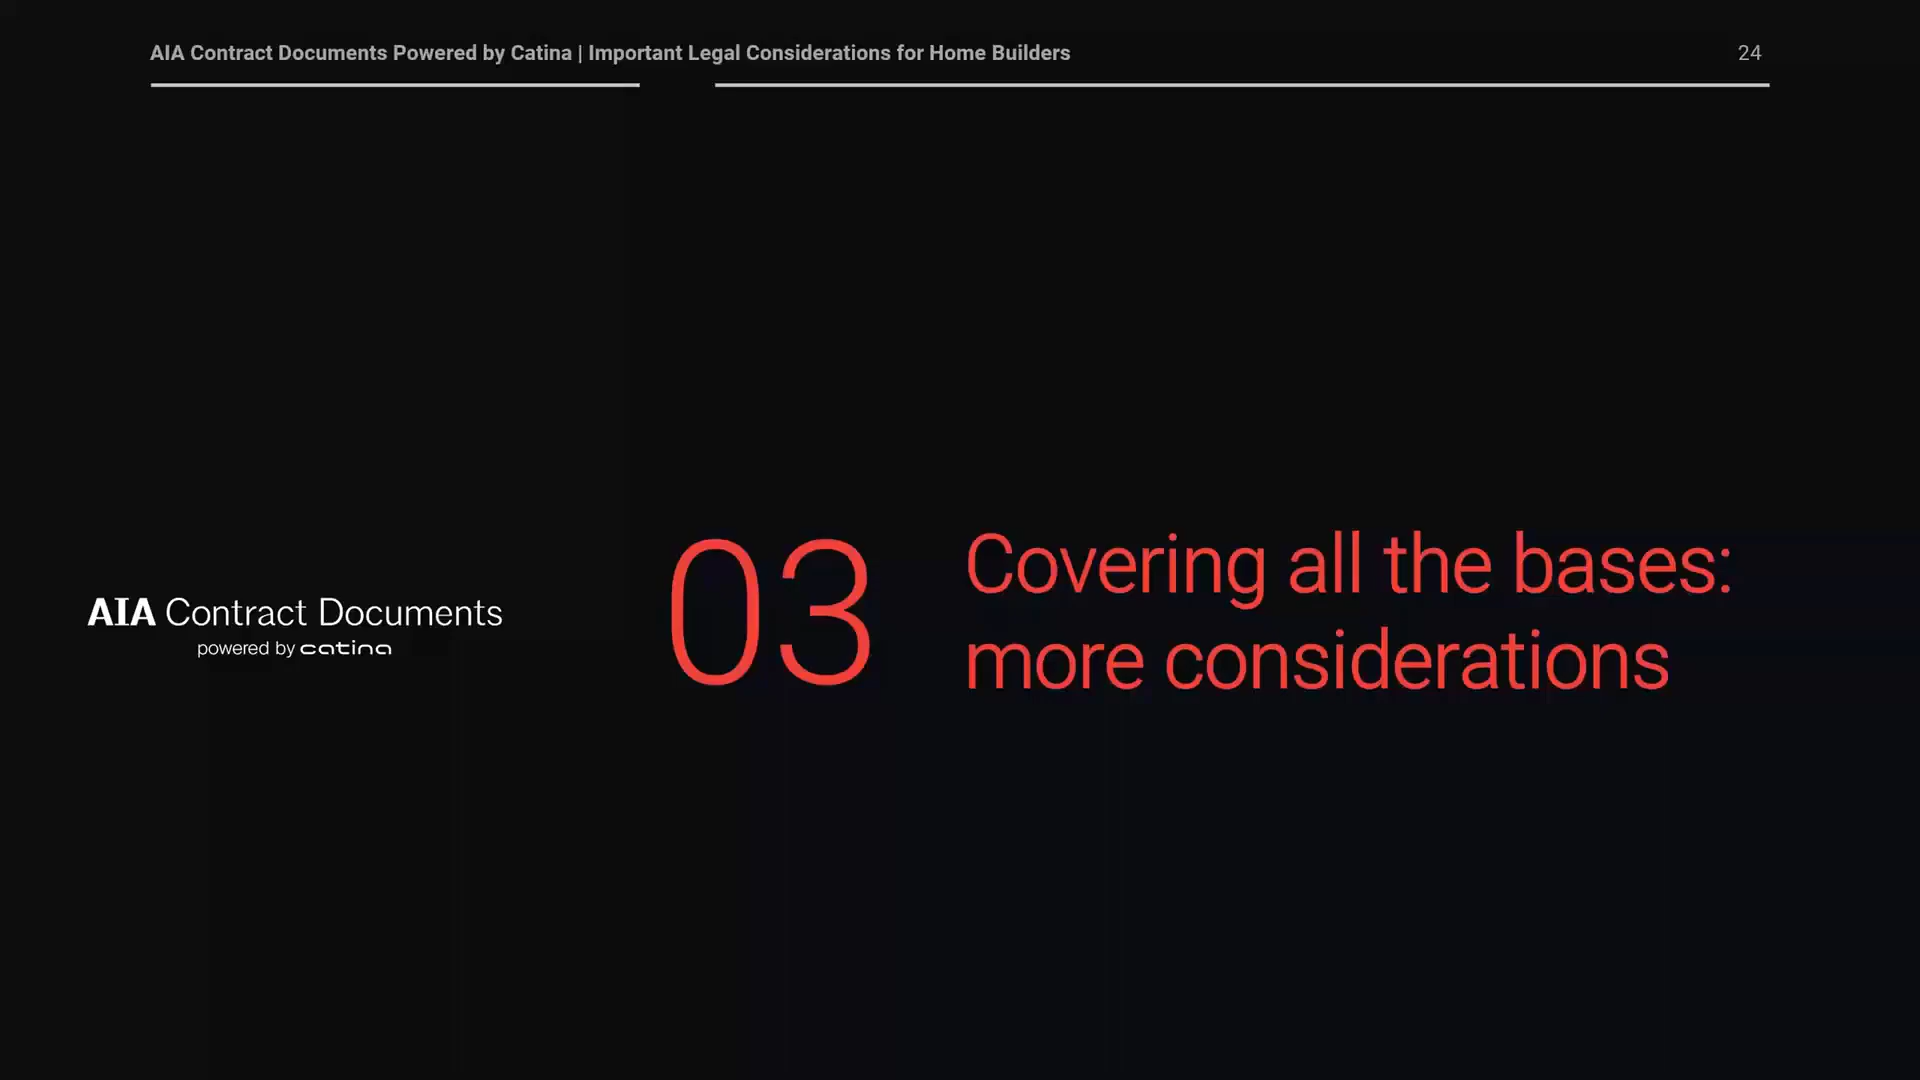 AIA Contract Documents Powered by Catina | Important Legal Considerations for Home Builders
24
AIA Contract Documents
powered by catina
03
Covering all the bases:
more considerations